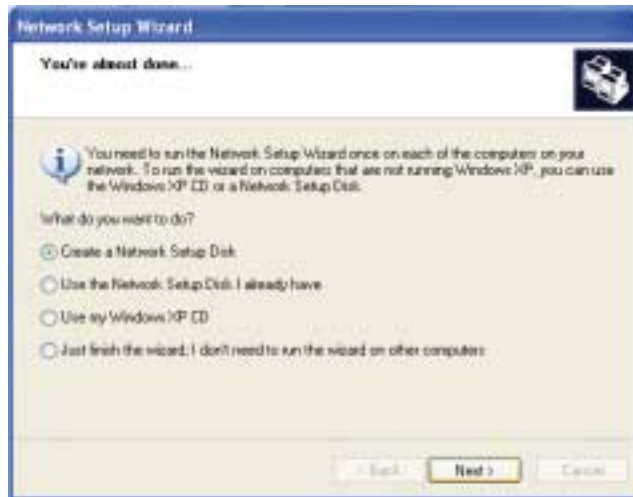 Network Setup Wizard
You're almost done...
You need to run the Network Setup Wizard once on each of the computers on your
network. To run the wizard on computers that are not running Windows XP, you can use
the Windows XP CD or a Network Setup Disk.
What do you want to do?
Create a Network Setup Disk
Use the Network Setup Disk I already have
Use my Windows XP CD
Just finish the wizard; I don't need to run the wizard on other computers
< Back
Next >
Cancel